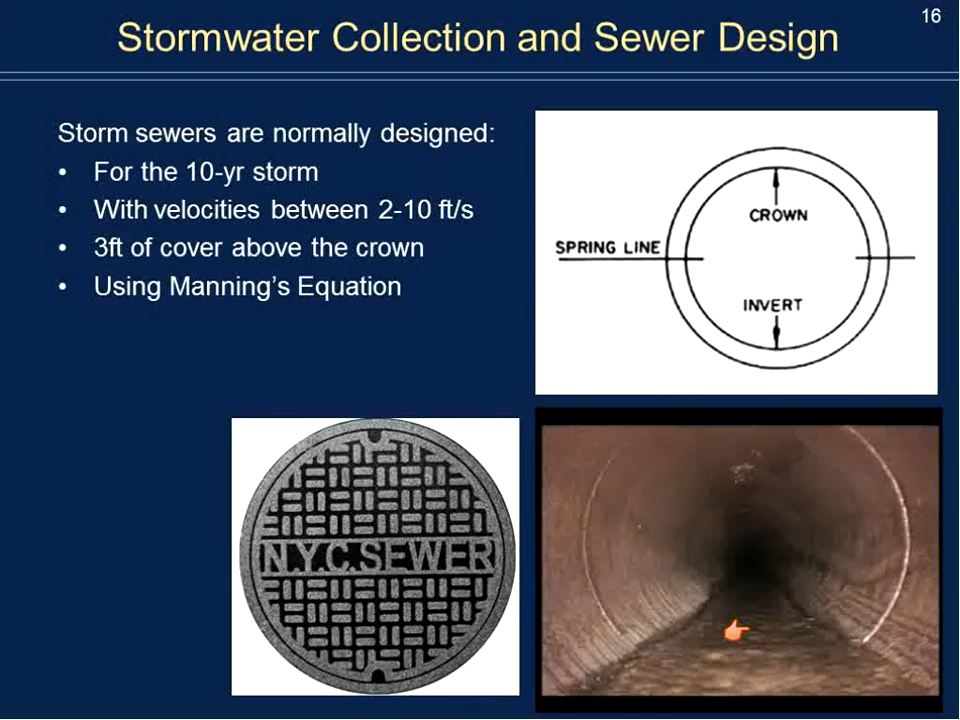 16
Stormwater Collection and Sewer Design
Storm sewers are normally designed:
• For the 10-yr storm
• With velocities between 2-10 ft/s
• 3ft of cover above the crown
• Using Manning's Equation
CROWN
SPRING LINE
INVERT
N.Y.C.SEWER